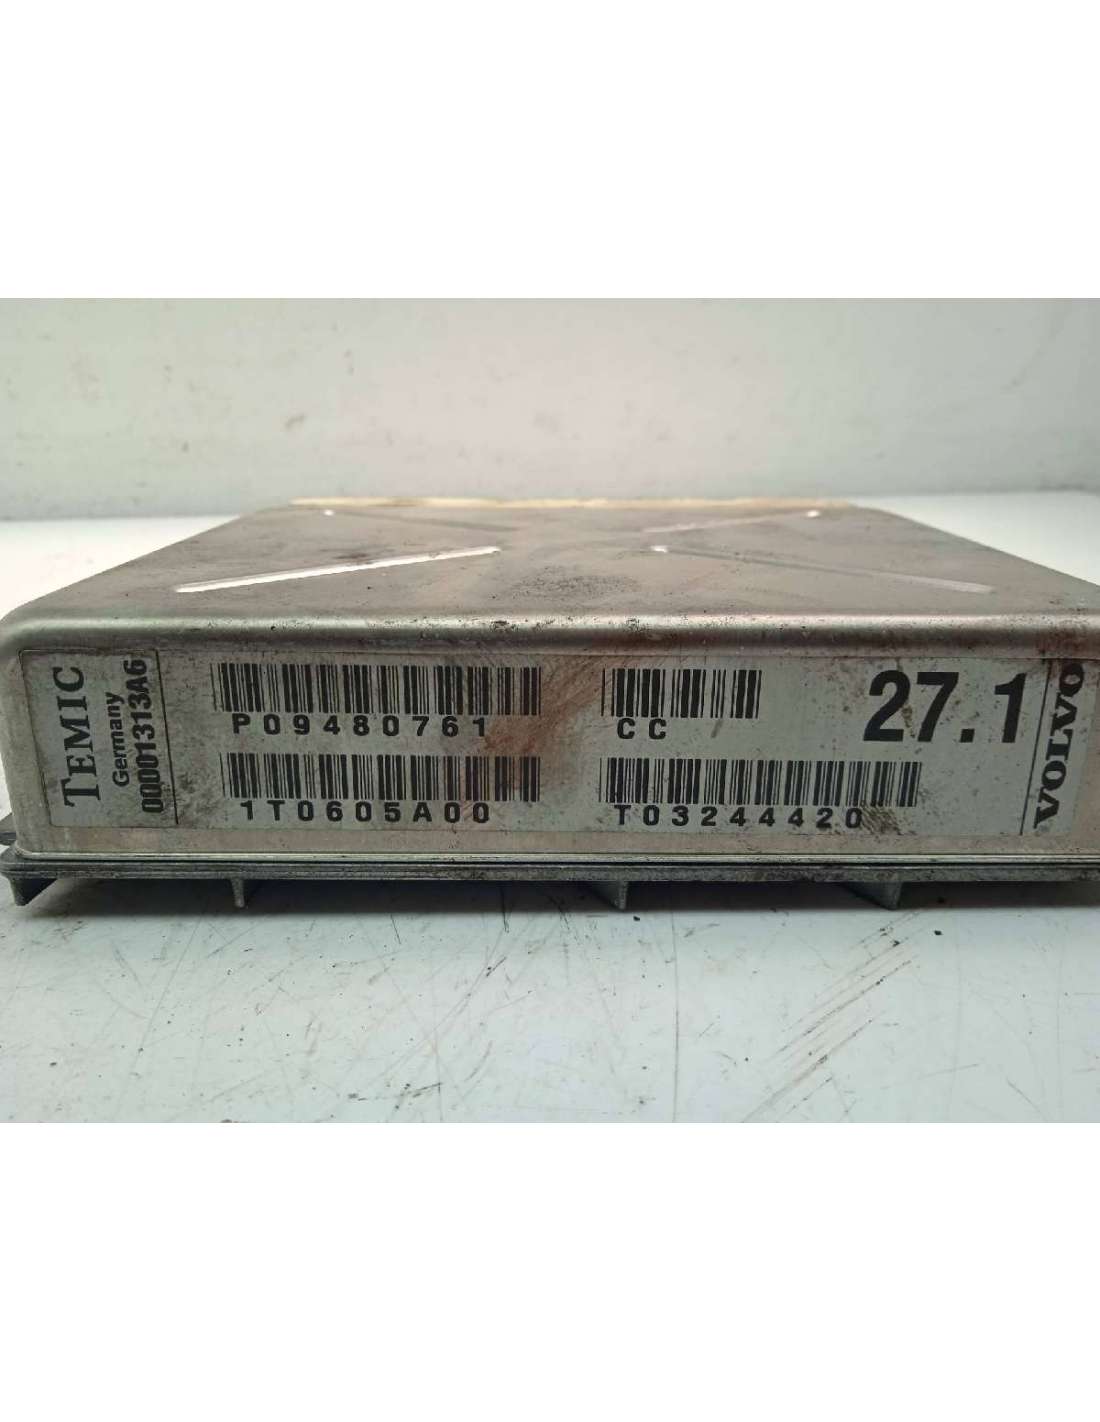 TEMIC
Germany
00001313A6
P09480761
CC
27.1
1T0605A00
T03244420
VOLVO